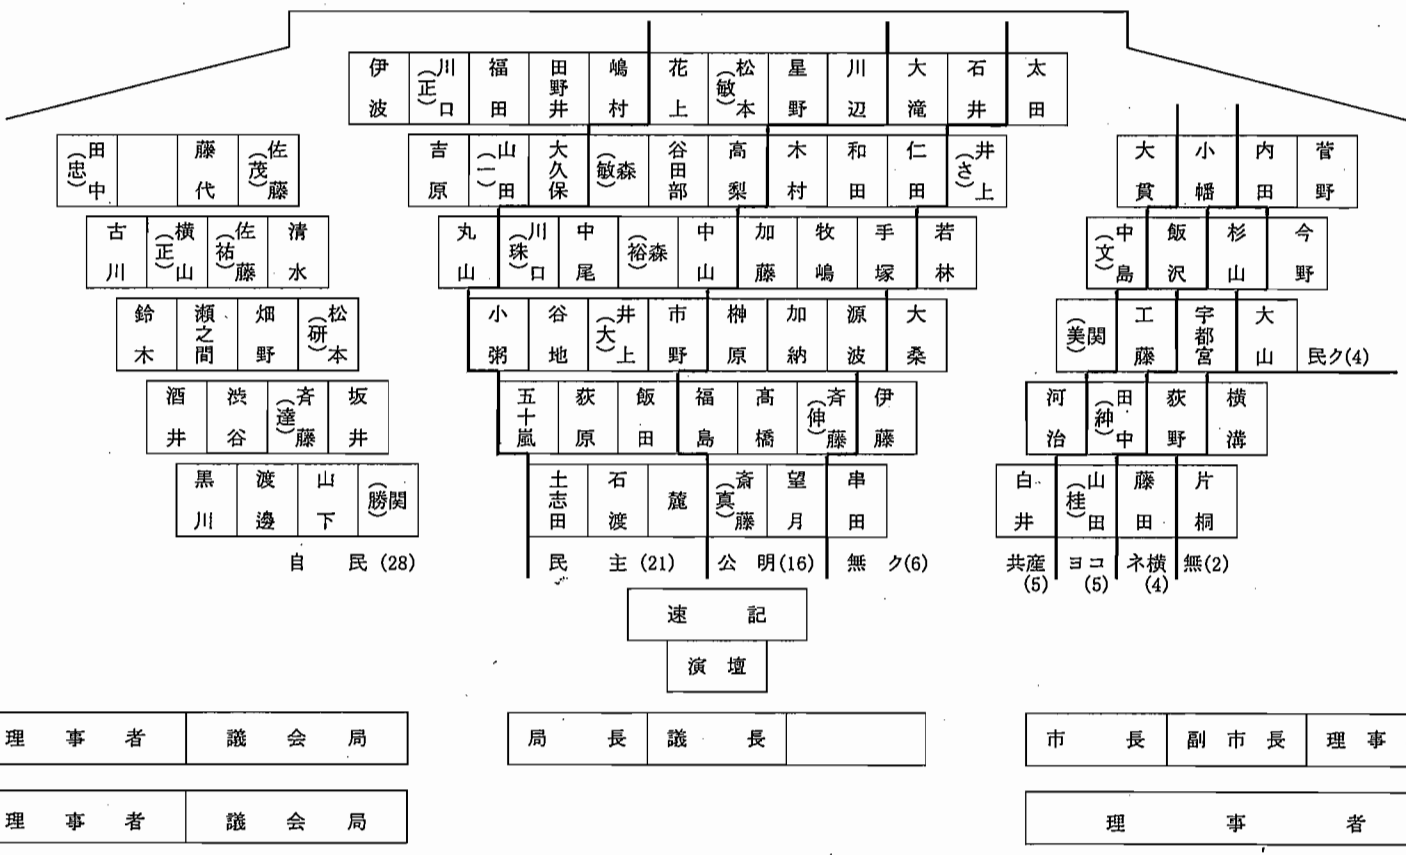 伊波 川口(正) 福田 田野井 嶋村 花上 松本(敏) 星野 川辺 大滝 石井 太田
田中(忠) 藤代 佐藤(茂) 吉原 山田(一) 大久保 森(敏) 谷田部 高梨 木村 和田 仁田 井上(さ) 大貫 小幡 内田 菅野
古川 横山(正) 佐藤(祐) 清水 丸山 川口(珠) 中尾 森(裕) 中山 加藤 牧嶋 手塚 若林 中島(文) 飯沢 杉山 今野
鈴木 瀬之間 畑野 松本(研) 小粥 谷地 井上(大) 市野 榊原 加納 源波 大桑 関(美) 工藤 宇都宮 大山 民ク(4)
酒井 渋谷 斉藤(達) 坂井 五十嵐 荻原 飯田 福島 髙橋 斉藤(伸) 伊藤 河治 田中(紳) 荻野 横溝
黒川 渡邊 山下 関(勝) 土志田 石渡 麓 斎藤(真) 望月 串田 白井 山田(桂) 藤田 片桐
自民(28) 民主(21) 公明(16) 無ク(6) 共産(5) ヨコ(5) ネ横(4) 無(2)
速記
演壇
理事者 議会局 局長 議長 市長 副市長 理事
理事者 議会局 理事者